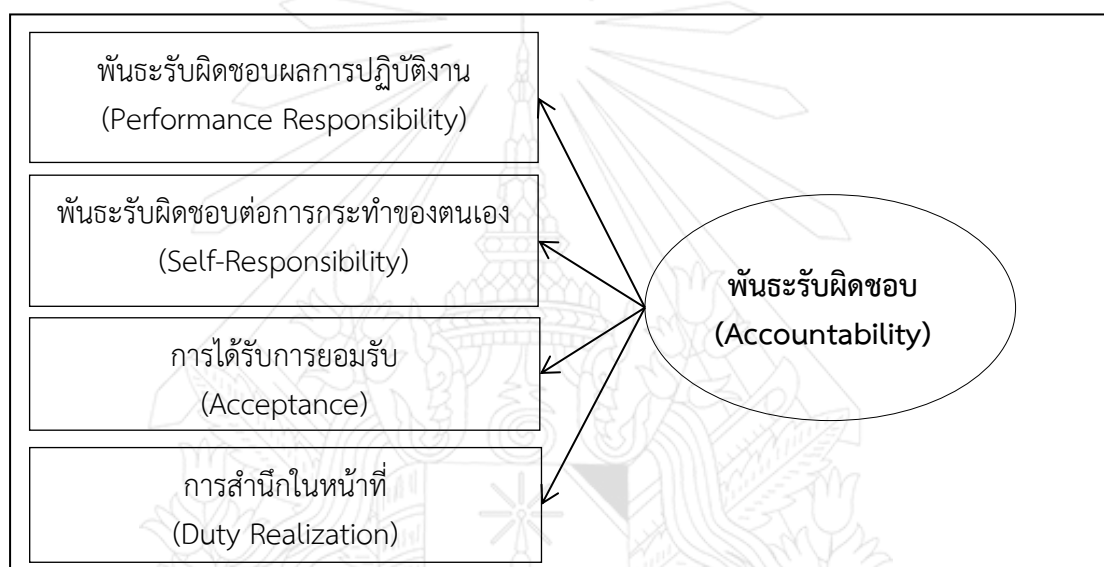 พันธะรับผิดชอบผลการปฏิบัติงาน
(Performance Responsibility)
พันธะรับผิดชอบต่อการกระทำของตนเอง
(Self-Responsibility)
การได้รับการยอมรับ
(Acceptance)
การสำนึกในหน้าที่
(Duty Realization)
พันธะรับผิดชอบ
(Accountability)